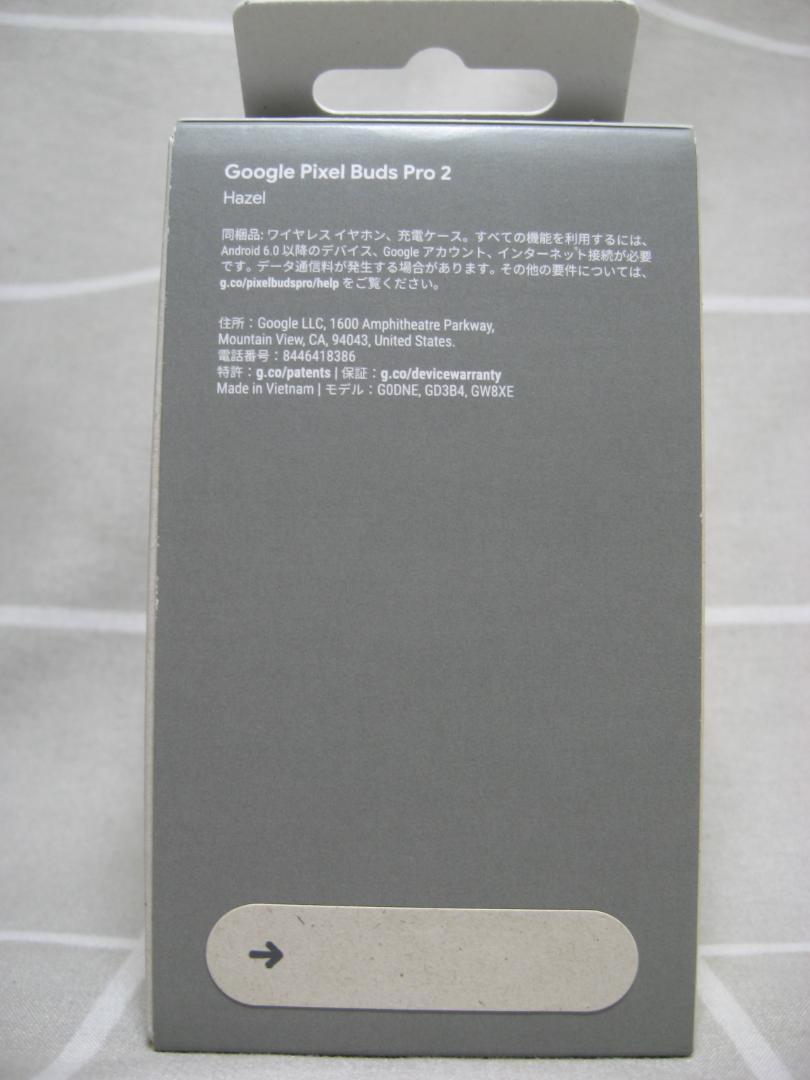 Google Pixel Buds Pro 2
Hazel
同梱品: ワイヤレス イヤホン、充電ケース。すべての機能を利用するには、
Android 6.0 以降のデバイス、Google アカウント、インターネット接続が必要
です。データ通信料が発生する場合があります。その他の要件については、
g.co/pixelbudspro/help をご覧ください。
住所：Google LLC, 1600 Amphitheatre Parkway,
Mountain View, CA, 94043, United States.
電話番号：8446418386
特許：g.co/patents | 保証：g.co/devicewarranty
Made in Vietnam | モデル：G0DNE, GD3B4, GW8XE